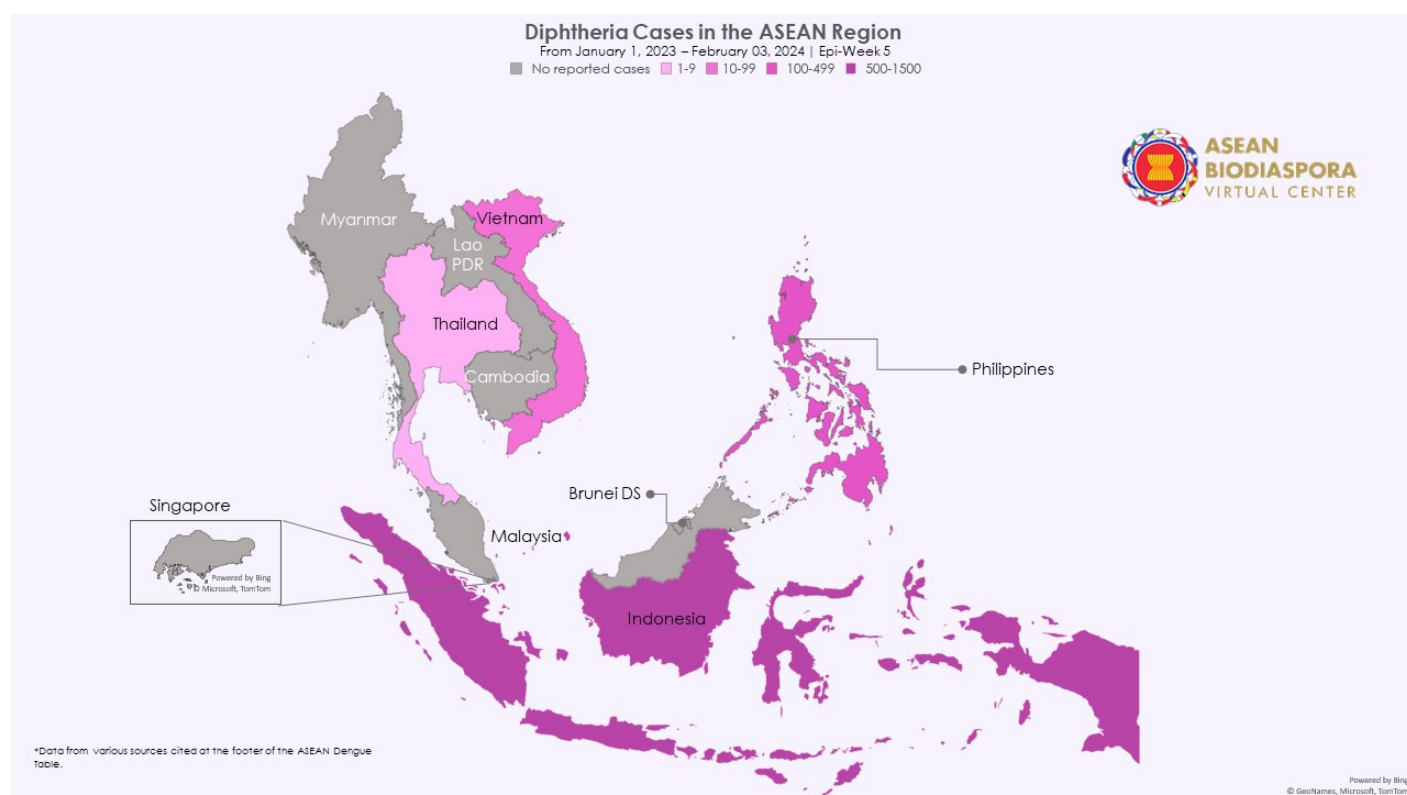 Diphtheria Cases in the ASEAN Region
From January 1, 2023 – February 03, 2024 | Epi-Week 5
No reported cases 1-9 10-99 100-499 500-1500
ASEAN
BIODIASPORA
VIRTUAL CENTER
Myanmar
Vietnam
Lao
PDR
Thailand
Cambodia
Philippines
Brunei DS
Singapore
Malaysia
Powered by Bing
© Microsoft, TomTom
Indonesia
*Data from various sources cited at the footer of the ASEAN Dengue
Table.
Powered by Bing
© GeoNames, Microsoft, TomTom